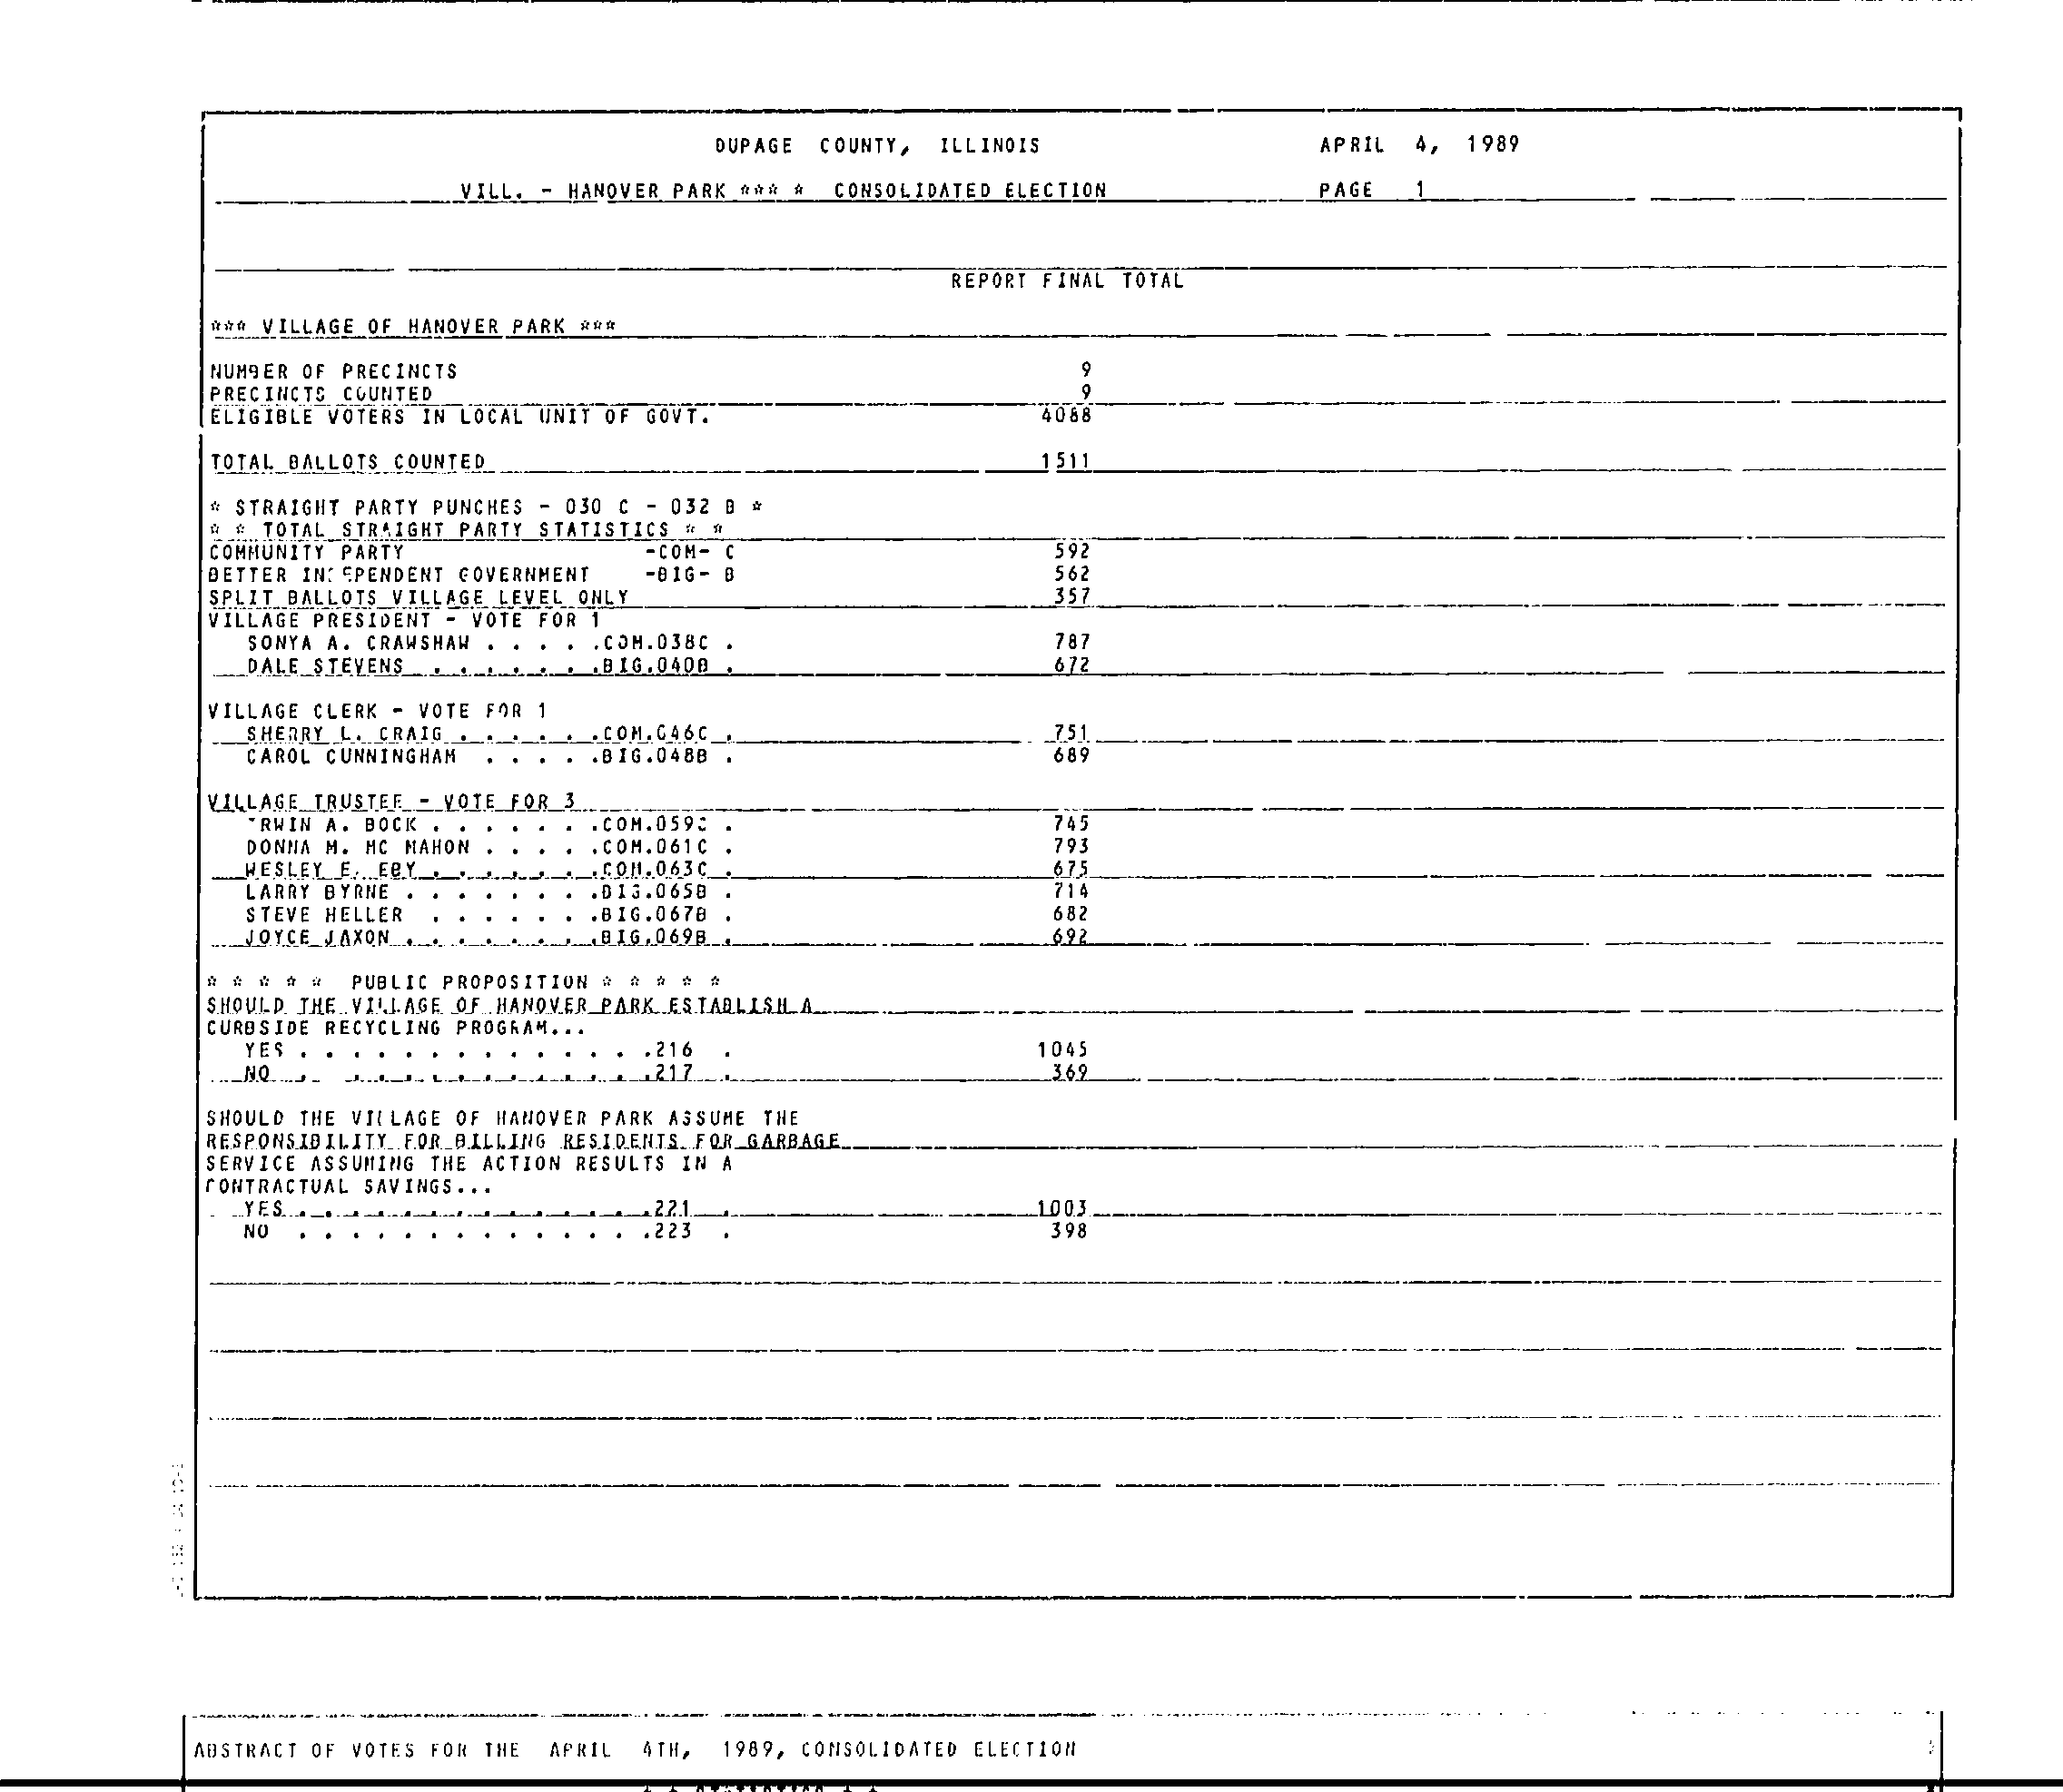 DUPAGE COUNTY, ILLINOIS APRIL 4, 1989
VILL. - HANOVER PARK *** * CONSOLIDATED ELECTION PAGE 1
REPORT FINAL TOTAL
*** VILLAGE OF HANOVER PARK ***
NUMBER OF PRECINCTS 9
PRECINCTS COUNTED 9
ELIGIBLE VOTERS IN LOCAL UNIT OF GOVT. 4088
TOTAL BALLOTS COUNTED 1511
* STRAIGHT PARTY PUNCHES - 030 C - 032 B *
* * TOTAL STRAIGHT PARTY STATISTICS * *
COMMUNITY PARTY -COM- C 592
BETTER INDEPENDENT GOVERNMENT -BIG- B 562
SPLIT BALLOTS VILLAGE LEVEL ONLY 357
VILLAGE PRESIDENT - VOTE FOR 1
SONYA A. CRAWSHAW . . . . .COM.038C . 787
DALE STEVENS . . . . . . .BIG.040B . 672
VILLAGE CLERK - VOTE FOR 1
SHERRY L. CRAIG . . . . . .COM.046C . 751
CAROL CUNNINGHAM . . . . .BIG.048B . 689
VILLAGE TRUSTEE - VOTE FOR 3
RWIN A. BOCK . . . . . . .COM.059C . 745
DONNA M. MC MAHON . . . . .COM.061C . 793
WESLEY E. EBY . . . . . . .COM.063C . 675
LARRY BYRNE . . . . . . . .BIG.065B . 714
STEVE HELLER . . . . . . .BIG.067B . 682
JOYCE JAXON . . . . . . . .BIG.069B . 692
* * * * * PUBLIC PROPOSITION * * * * *
SHOULD THE VILLAGE OF HANOVER PARK ESTABLISH A
CURBSIDE RECYCLING PROGRAM...
YES . . . . . . . . . . . . . .216 . 1045
NO . . . . . . . . . . . . . .217 . 369
SHOULD THE VILLAGE OF HANOVER PARK ASSUME THE
RESPONSIBILITY FOR BILLING RESIDENTS FOR GARBAGE
SERVICE ASSUMING THE ACTION RESULTS IN A
CONTRACTUAL SAVINGS...
YES . . . . . . . . . . . . . .221 . 1003
NO . . . . . . . . . . . . . .223 . 398
ABSTRACT OF VOTES FOR THE APRIL 4TH, 1989, CONSOLIDATED ELECTION